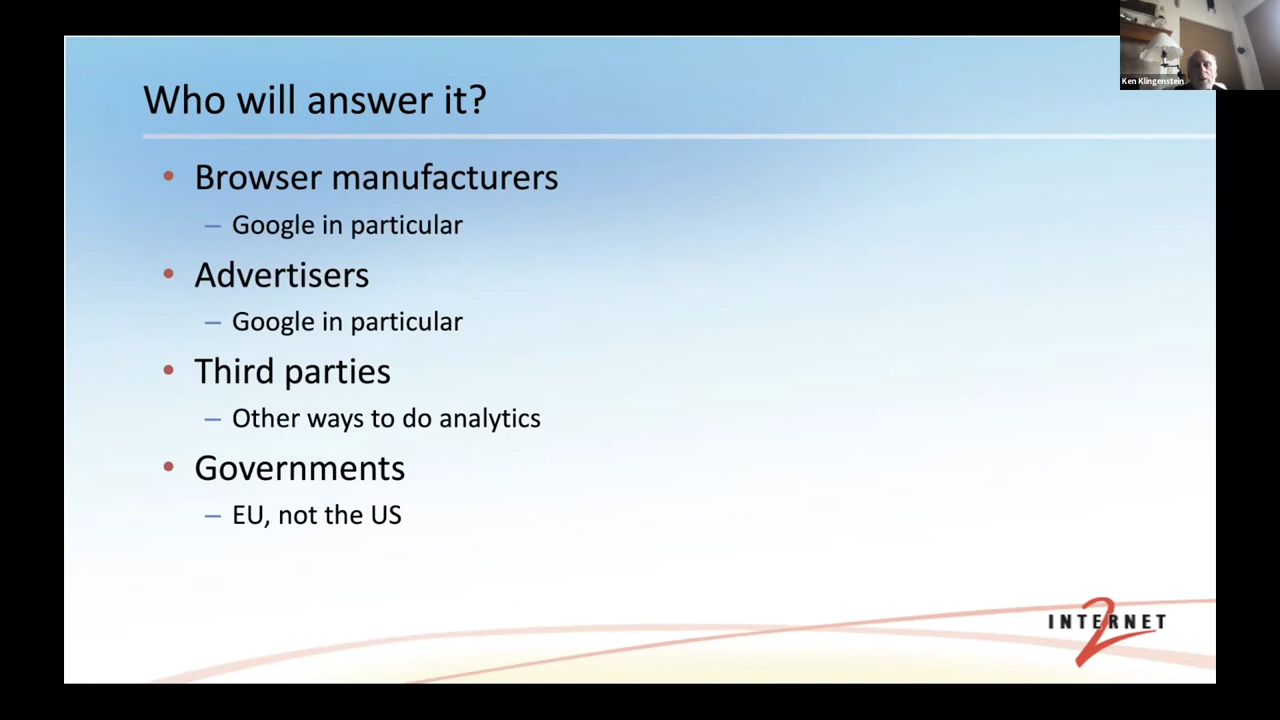 Ken Klingenstein
Who will answer it?
• Browser manufacturers
– Google in particular
• Advertisers
– Google in particular
• Third parties
– Other ways to do analytics
• Governments
– EU, not the US
INTERNET
2